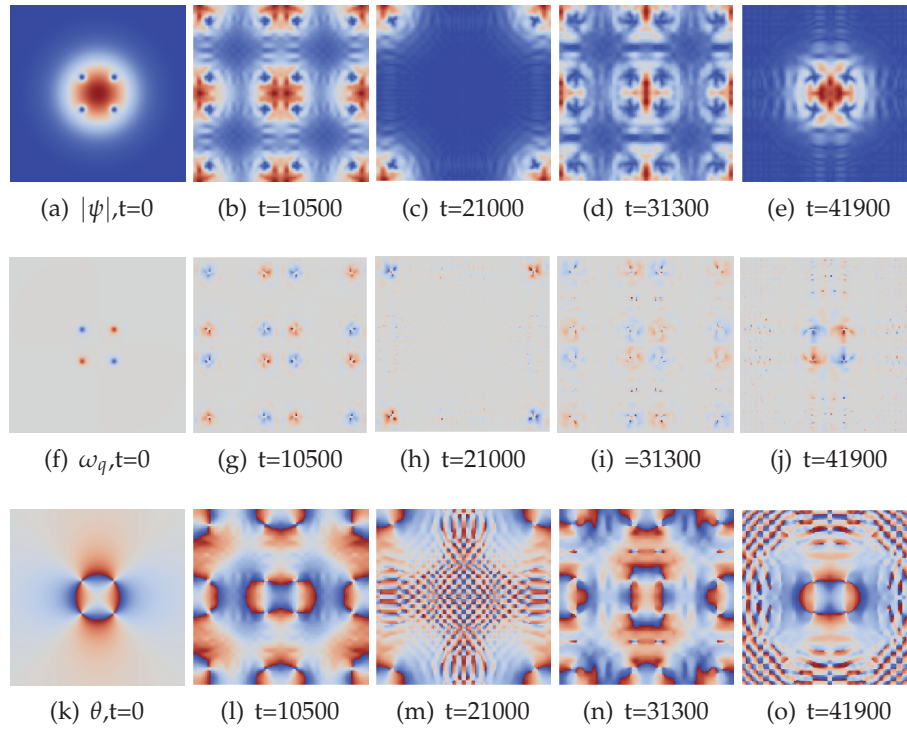 (a) |ψ|,t=0
(b) t=10500
(c) t=21000
(d) t=31300
(e) t=41900
(f) ω_q,t=0
(g) t=10500
(h) t=21000
(i) =31300
(j) t=41900
(k) θ,t=0
(l) t=10500
(m) t=21000
(n) t=31300
(o) t=41900